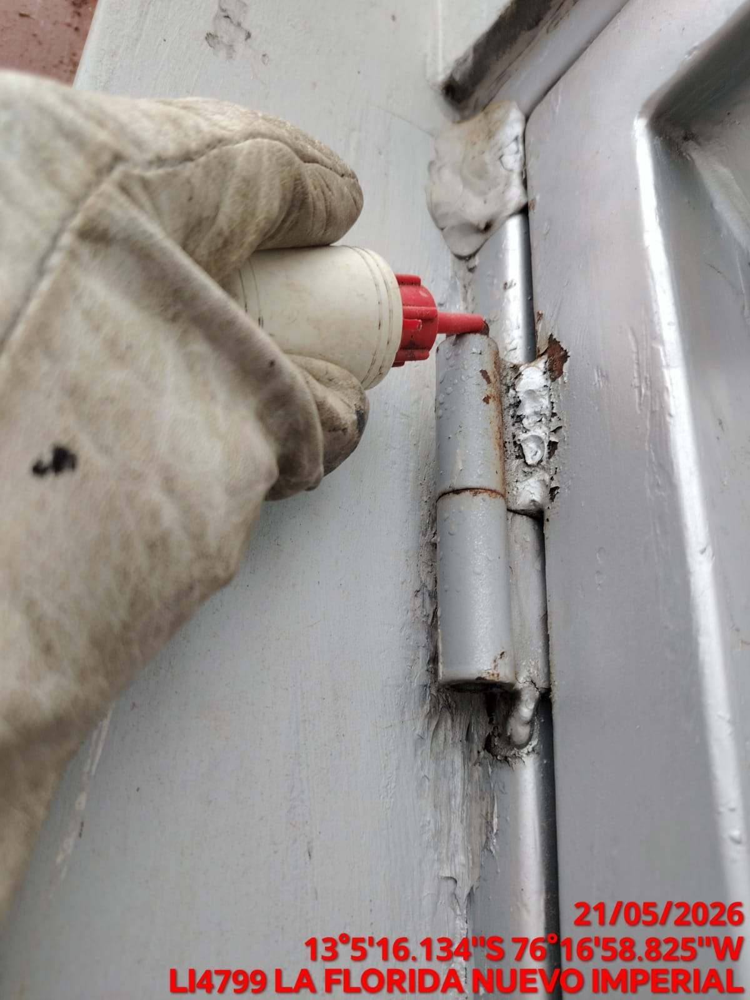 21/05/2026
13°5'16.134"S 76°16'58.825"W
LI4799 LA FLORIDA NUEVO IMPERIAL